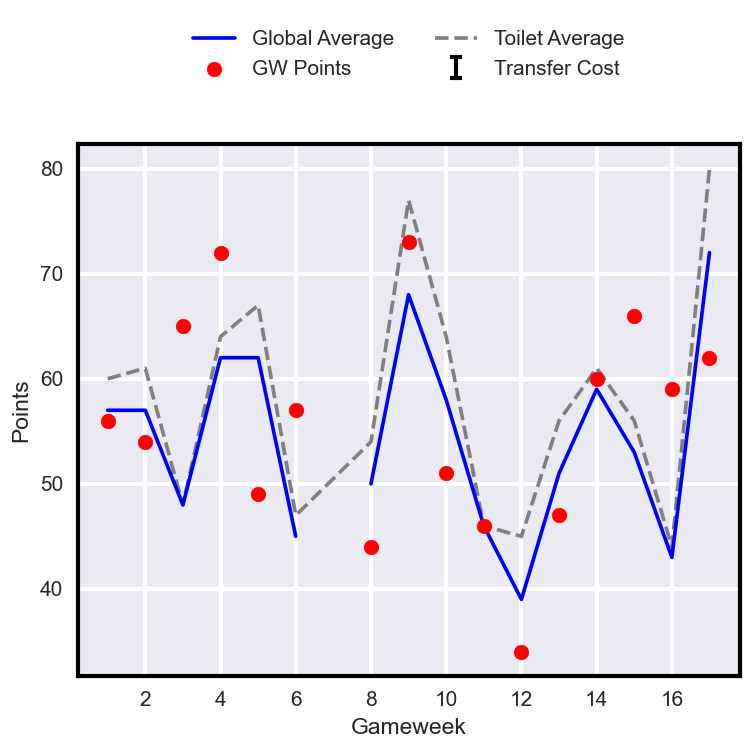 Global Average
Toilet Average
GW Points
Transfer Cost
80
70
60
50
40
Points
2 4 6 8 10 12 14 16
Gameweek